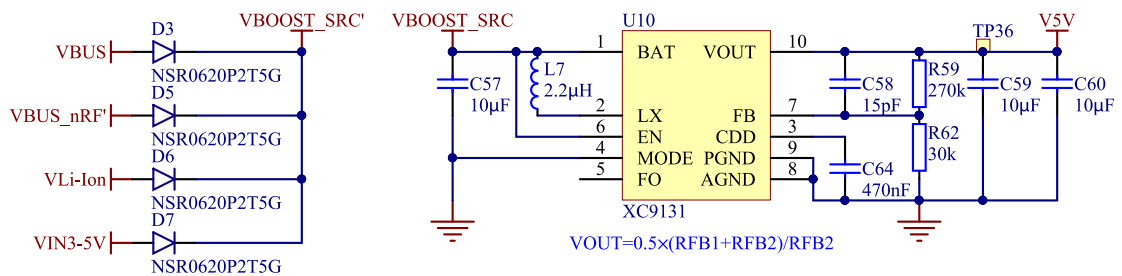 VBOOST_SRC'
D3
VBUS
NSR0620P2T5G
D5
VBUS_nRF'
NSR0620P2T5G
D6
VLi-Ion
NSR0620P2T5G
D7
VIN3-5V
NSR0620P2T5G
VBOOST_SRC
C57
10µF
L7
2.2µH
U10
1 BAT VOUT 10
2 LX FB 7
6 EN CDD 3
4 MODE PGND 9
5 FO AGND 8
XC9131
VOUT=0.5×(RFB1+RFB2)/RFB2
C58
15pF
C64
470nF
R59
270k
R62
30k
TP36
C59
10µF
V5V
C60
10µF